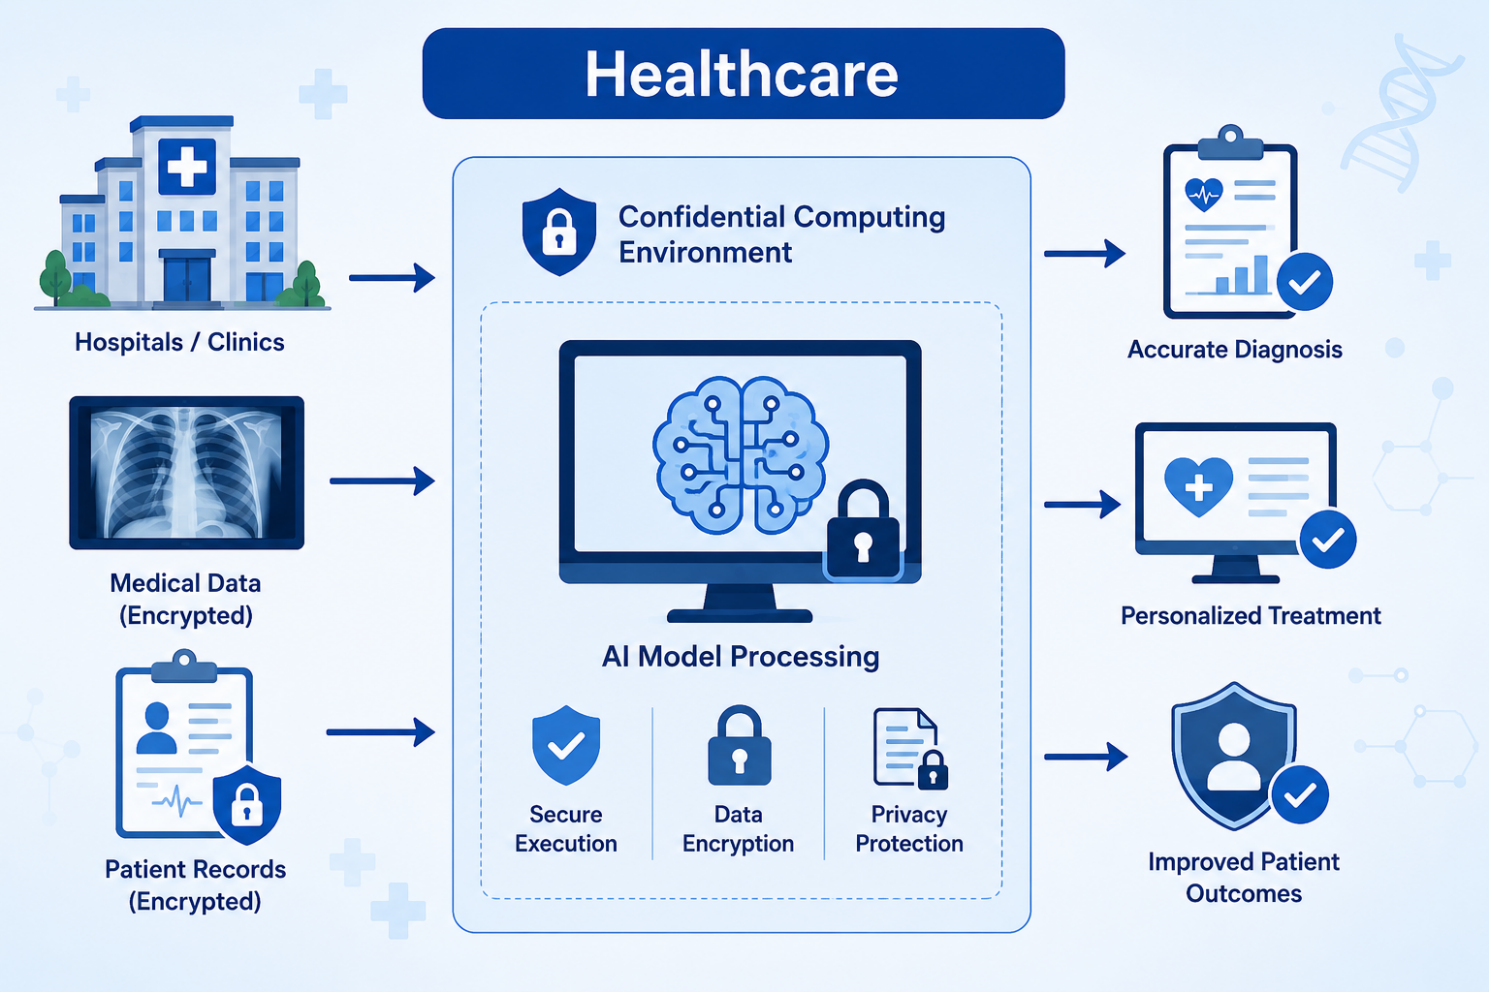 Healthcare
Hospitals / Clinics
Medical Data
(Encrypted)
Patient Records
(Encrypted)
Confidential Computing
Environment
AI Model Processing
Secure
Execution
Data
Encryption
Privacy
Protection
Accurate Diagnosis
Personalized Treatment
Improved Patient
Outcomes